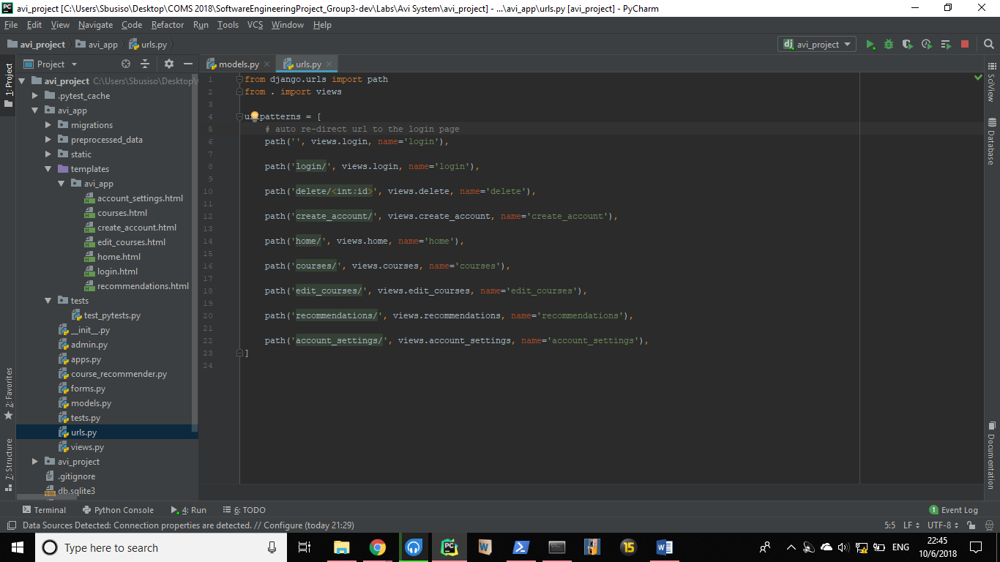 avi_project [C:\Users\Sbusiso\Desktop\COMS 2018\SoftwareEngineeringProject_Group3-dev\Labs\Avi System\avi_project] - ...\avi_app\urls.py [avi_project] - PyCharm
File Edit View Navigate Code Refactor Run Tools VCS Window Help
avi_project avi_app urls.py
dj avi_project
Project
models.py urls.py
1: Project
2: Favorites
7: Structure
avi_project C:\Users\Sbusiso\Desktop\
.pytest_cache
avi_app
migrations
preprocessed_data
static
templates
avi_app
account_settings.html
courses.html
create_account.html
edit_courses.html
home.html
login.html
recommendations.html
tests
test_pytests.py
__init__.py
admin.py
apps.py
course_recommender.py
forms.py
models.py
tests.py
urls.py
views.py
avi_project
.gitignore
db.sqlite3
1 from django.urls import path
2 from . import views
3
4 ur patterns = [
5 # auto re-direct url to the login page
6 path('', views.login, name='login'),
7
8 path('login/', views.login, name='login'),
9
10 path('delete/<int:id>', views.delete, name='delete'),
11
12 path('create_account/', views.create_account, name='create_account'),
13
14 path('home/', views.home, name='home'),
15
16 path('courses/', views.courses, name='courses'),
17
18 path('edit_courses/', views.edit_courses, name='edit_courses'),
19
20 path('recommendations/', views.recommendations, name='recommendations'),
21
22 path('account_settings/', views.account_settings, name='account_settings'),
23 ]
24
SciView
Database
Documentation
Terminal Python Console 4: Run 6: TODO 1 Event Log
Data Sources Detected: Connection properties are detected. // Configure (today 21:29) 5:5 LF UTF-8
Type here to search
PC
W
15
W
ENG
22:45
10/6/2018